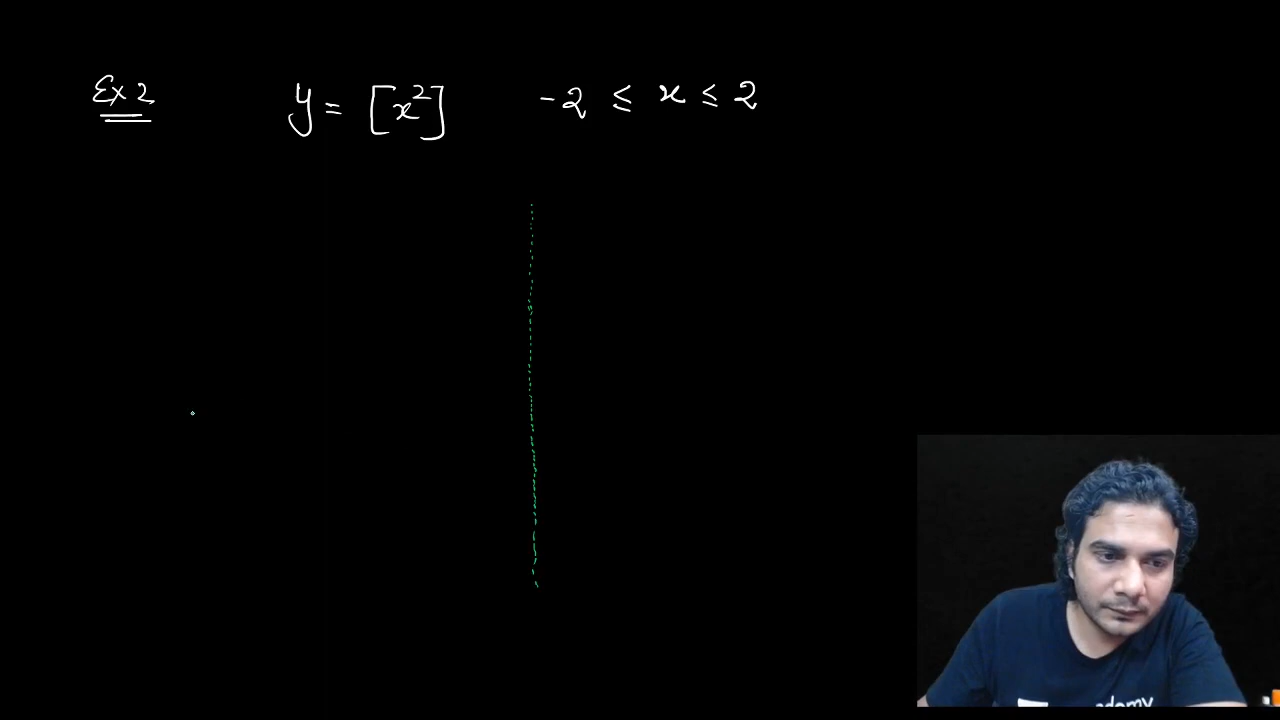 Ex 2 y = [x²] -2 ≤ x ≤ 2